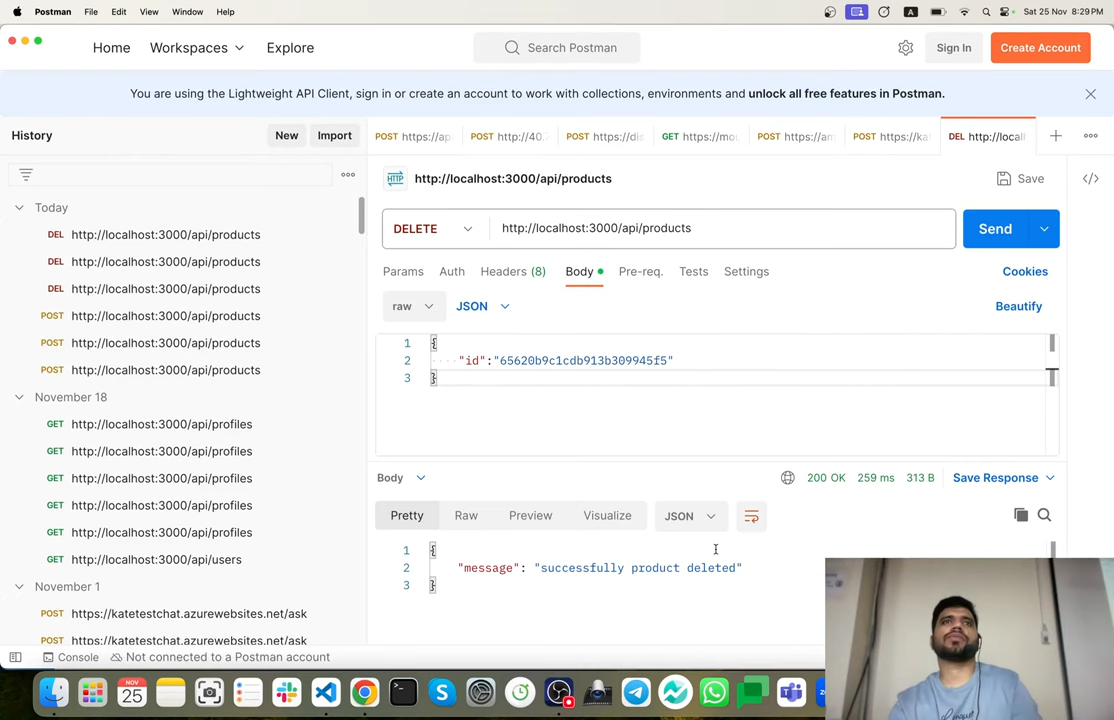 Postman File Edit View Window Help
A Sat 25 Nov 8:29 PM
Home Workspaces Explore Search Postman Sign In Create Account
You are using the Lightweight API Client, sign in or create an account to work with collections, environments and unlock all free features in Postman.
History New Import
POST https://ap POST http://40. POST https://dis GET https://mo POST https://am POST https://ka DEL http://local
HTTP http://localhost:3000/api/products Save
Today
DEL http://localhost:3000/api/products
DEL http://localhost:3000/api/products
DEL http://localhost:3000/api/products
POST http://localhost:3000/api/products
POST http://localhost:3000/api/products
POST http://localhost:3000/api/products
November 18
GET http://localhost:3000/api/profiles
GET http://localhost:3000/api/profiles
GET http://localhost:3000/api/profiles
GET http://localhost:3000/api/profiles
GET http://localhost:3000/api/profiles
GET http://localhost:3000/api/users
November 1
POST https://katetestchat.azurewebsites.net/ask
POST https://katetestchat.azurewebsites.net/ask
DELETE http://localhost:3000/api/products Send
Params Auth Headers (8) Body Pre-req. Tests Settings Cookies
raw JSON Beautify
1 {
2 "id":"65620b9c1cdb913b309945f5"
3 }
Body 200 OK 259 ms 313 B Save Response
Pretty Raw Preview Visualize JSON
1 {
2 "message": "successfully product deleted"
3 }
Console Not connected to a Postman account
NOV
25